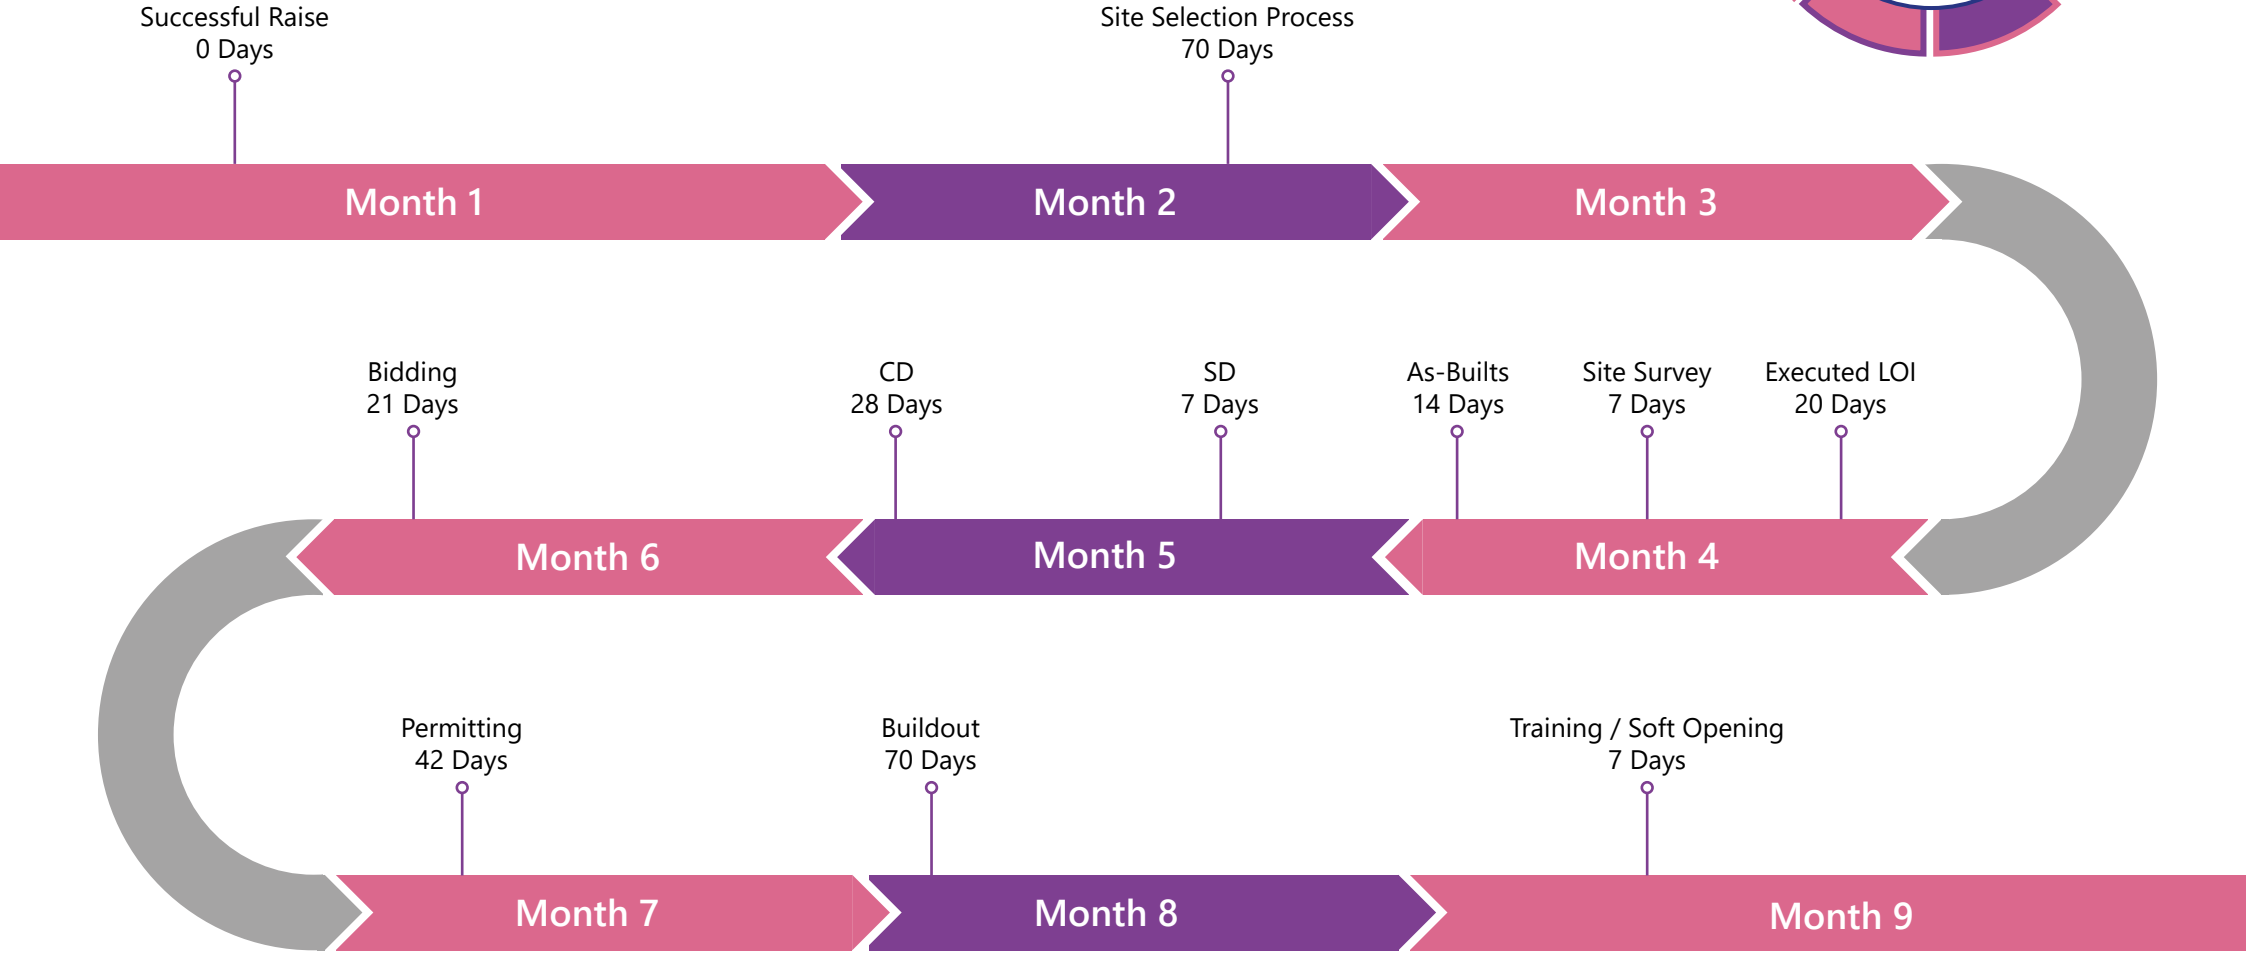 Successful Raise
0 Days
Site Selection Process
70 Days
Month 1
Month 2
Month 3
Executed LOI
20 Days
Site Survey
7 Days
As-Builts
14 Days
SD
7 Days
CD
28 Days
Bidding
21 Days
Month 4
Month 5
Month 6
Permitting
42 Days
Buildout
70 Days
Training / Soft Opening
7 Days
Month 7
Month 8
Month 9